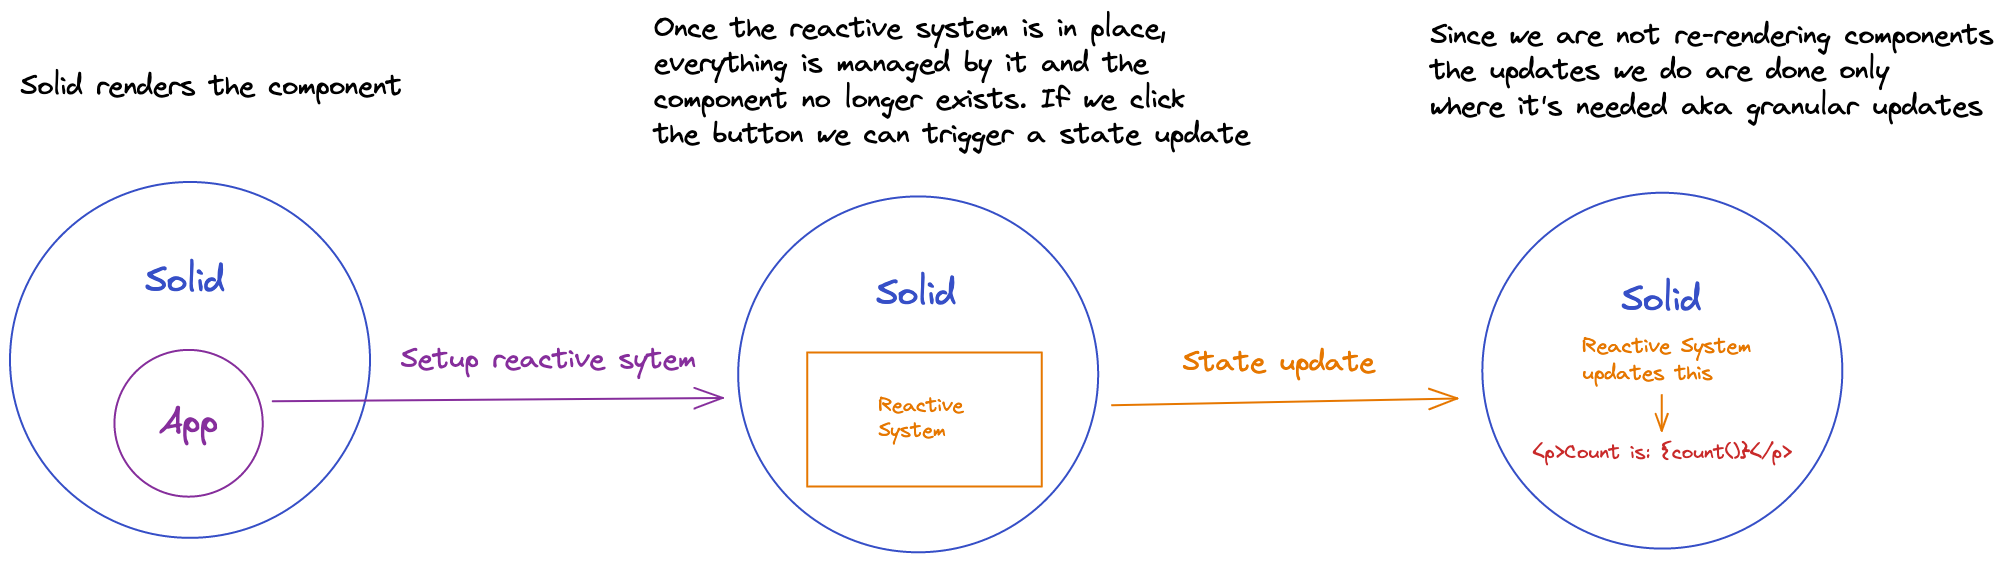 Solid renders the component
Once the reactive system is in place,
everything is managed by it and the
component no longer exists. If we click
the button we can trigger a state update
Since we are not re-rendering components
the updates we do are done only
where it's needed aka granular updates
Solid
App
Setup reactive sytem
Solid
Reactive
System
State update
Solid
Reactive System
updates this
<p>Count is: {count()}</p>